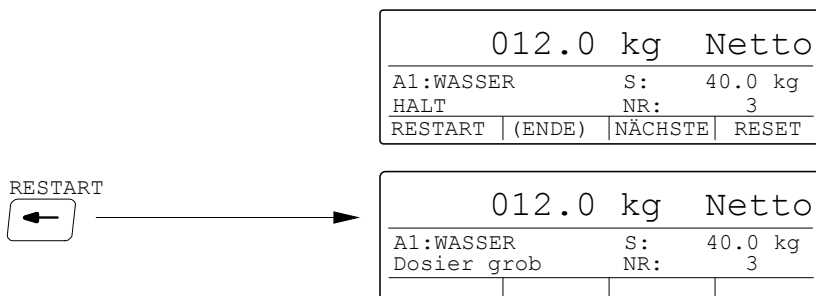 012.0 kg Netto
A1:WASSER S: 40.0 kg
HALT NR: 3
RESTART (ENDE) NÄCHSTE RESET
RESTART
012.0 kg Netto
A1:WASSER S: 40.0 kg
Dosier grob NR: 3